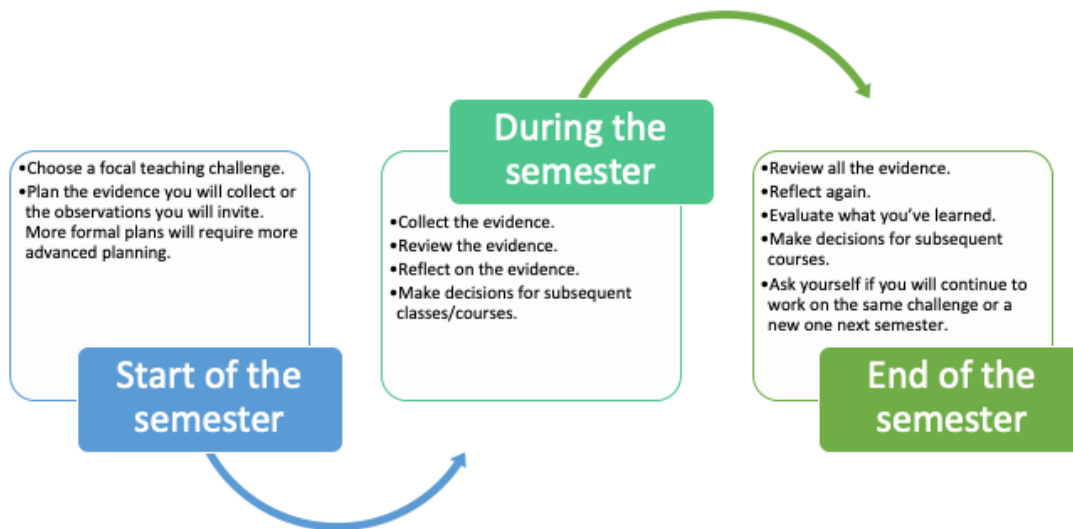 •Choose a focal teaching challenge.
•Plan the evidence you will collect or
the observations you will invite.
More formal plans will require more
advanced planning.
Start of the
semester
During the
semester
•Collect the evidence.
•Review the evidence.
•Reflect on the evidence.
•Make decisions for subsequent
classes/courses.
•Review all the evidence.
•Reflect again.
•Evaluate what you've learned.
•Make decisions for subsequent
courses.
•Ask yourself if you will continue to
work on the same challenge or a
new one next semester.
End of the
semester